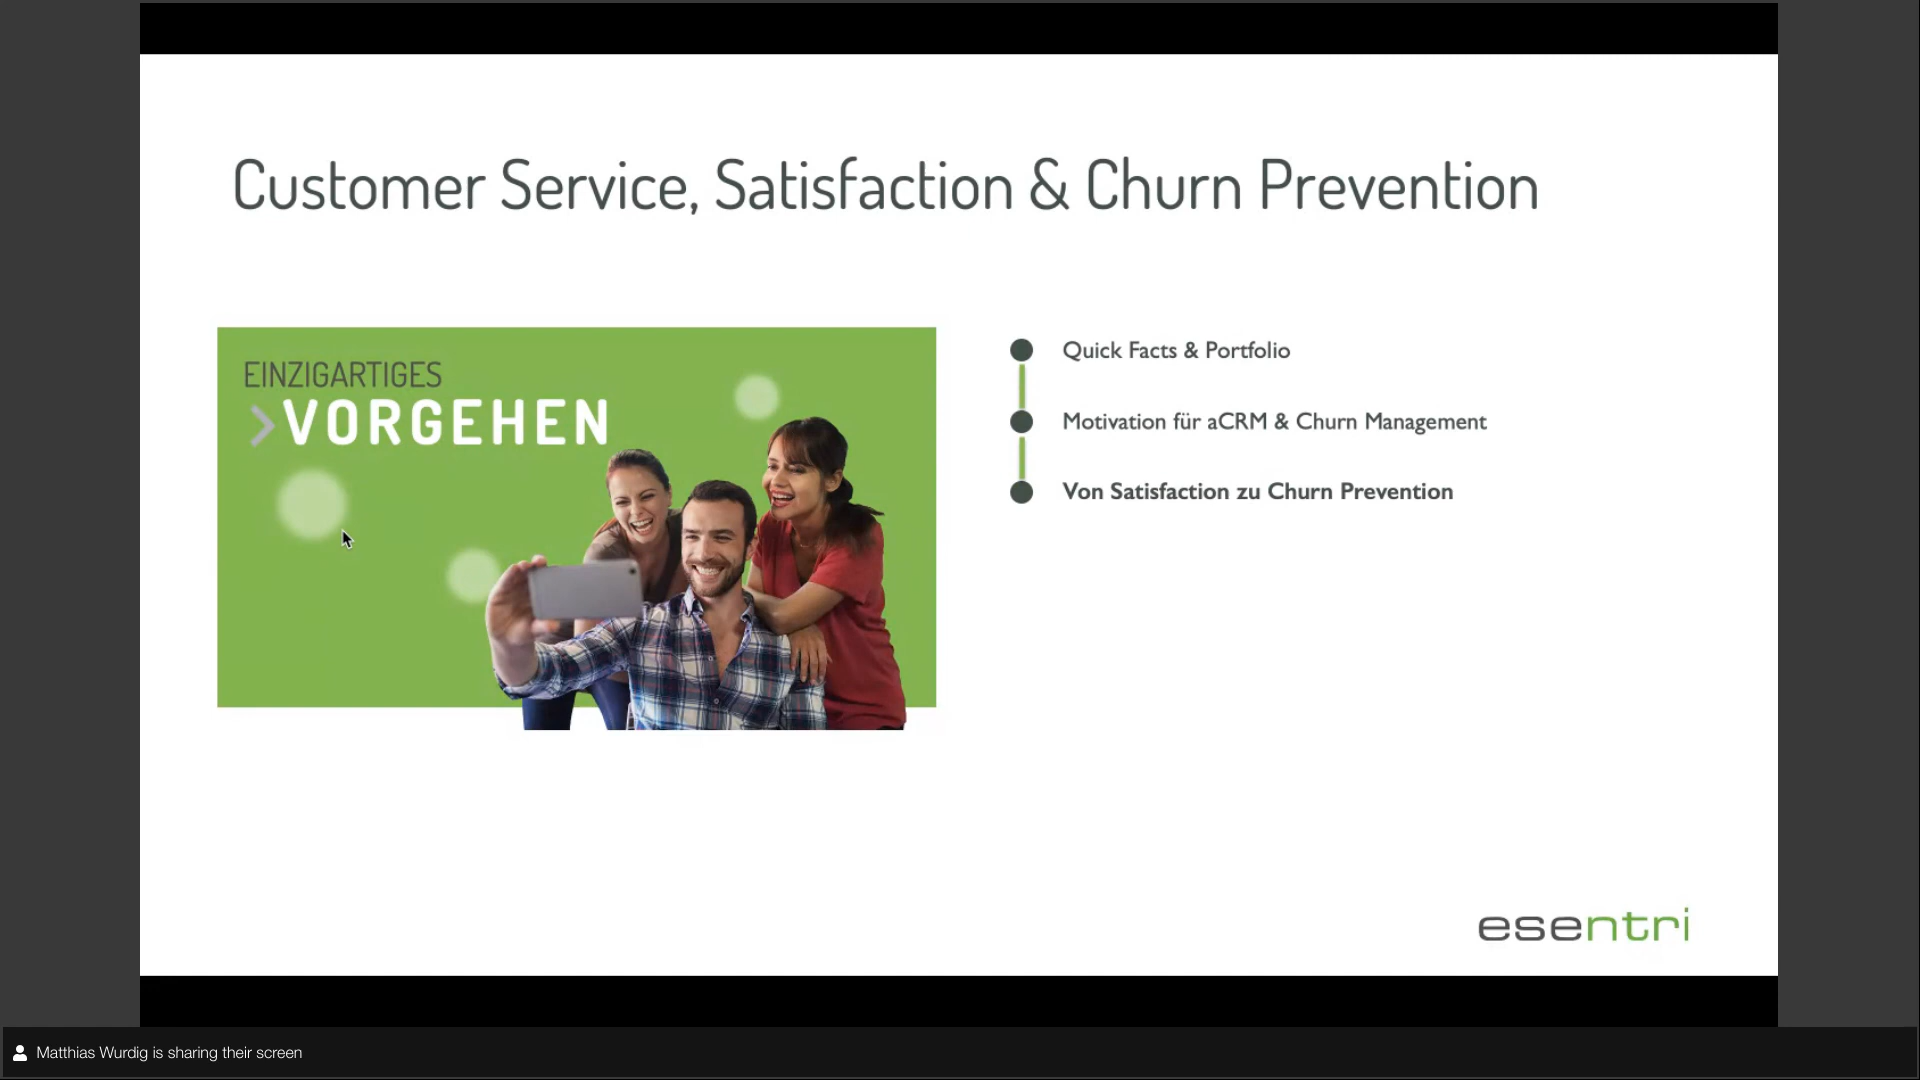 Customer Service, Satisfaction & Churn Prevention
EINZIGARTIGES
VORGEHEN
Quick Facts & Portfolio
Motivation für aCRM & Churn Management
Von Satisfaction zu Churn Prevention
esentri
Matthias Wurdig is sharing their screen